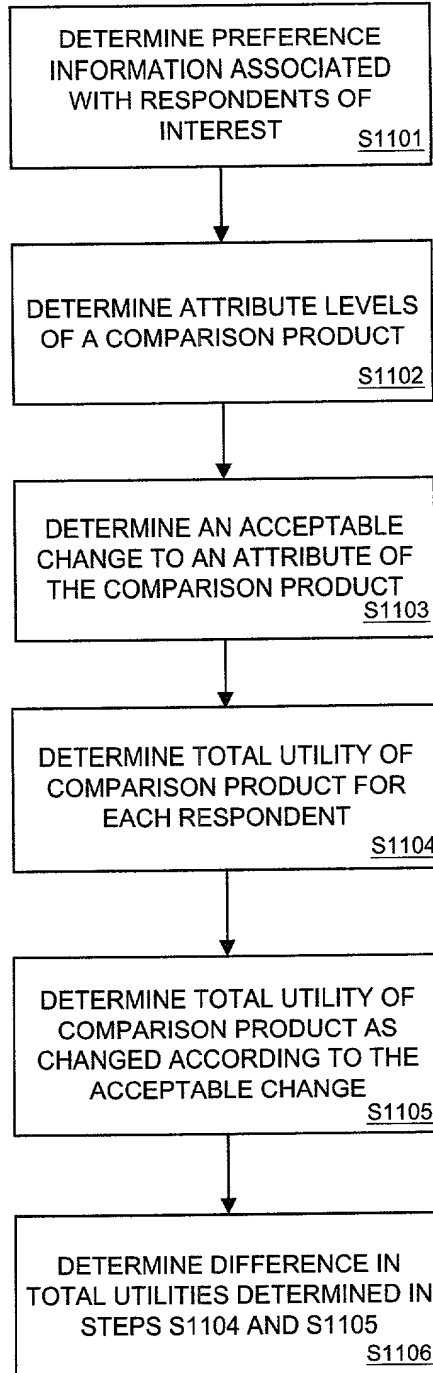 DETERMINE PREFERENCE
INFORMATION ASSOCIATED
WITH RESPONDENTS OF
INTEREST
S1101
DETERMINE ATTRIBUTE LEVELS
OF A COMPARISON PRODUCT
S1102
DETERMINE AN ACCEPTABLE
CHANGE TO AN ATTRIBUTE OF
THE COMPARISON PRODUCT
S1103
DETERMINE TOTAL UTILITY OF
COMPARISON PRODUCT FOR
EACH RESPONDENT
S1104
DETERMINE TOTAL UTILITY OF
COMPARISON PRODUCT AS
CHANGED ACCORDING TO THE
ACCEPTABLE CHANGE
S1105
DETERMINE DIFFERENCE IN
TOTAL UTILITIES DETERMINED IN
STEPS S1104 AND S1105
S1106